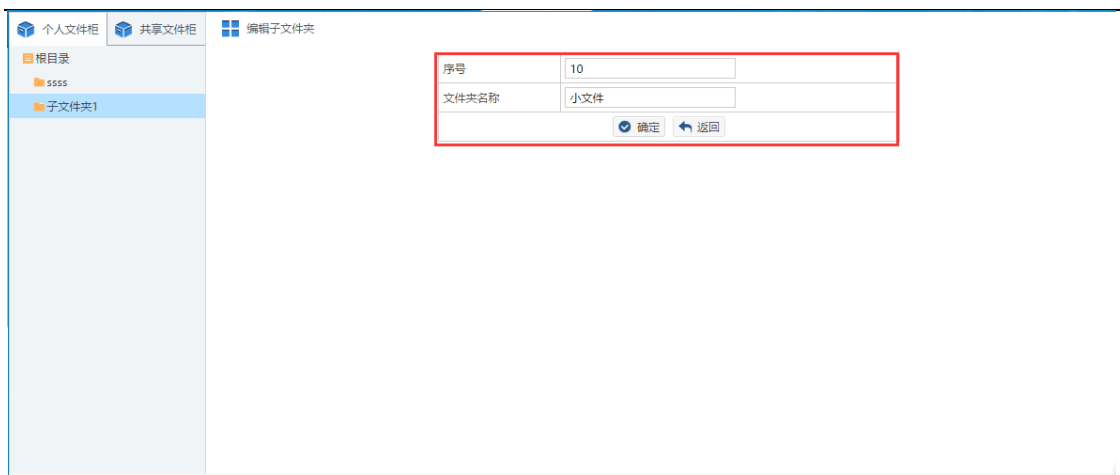 个人文件柜 共享文件柜 编辑子文件夹
根目录
ssss
子文件夹1
序号 10
文件夹名称 小文件
确定 返回